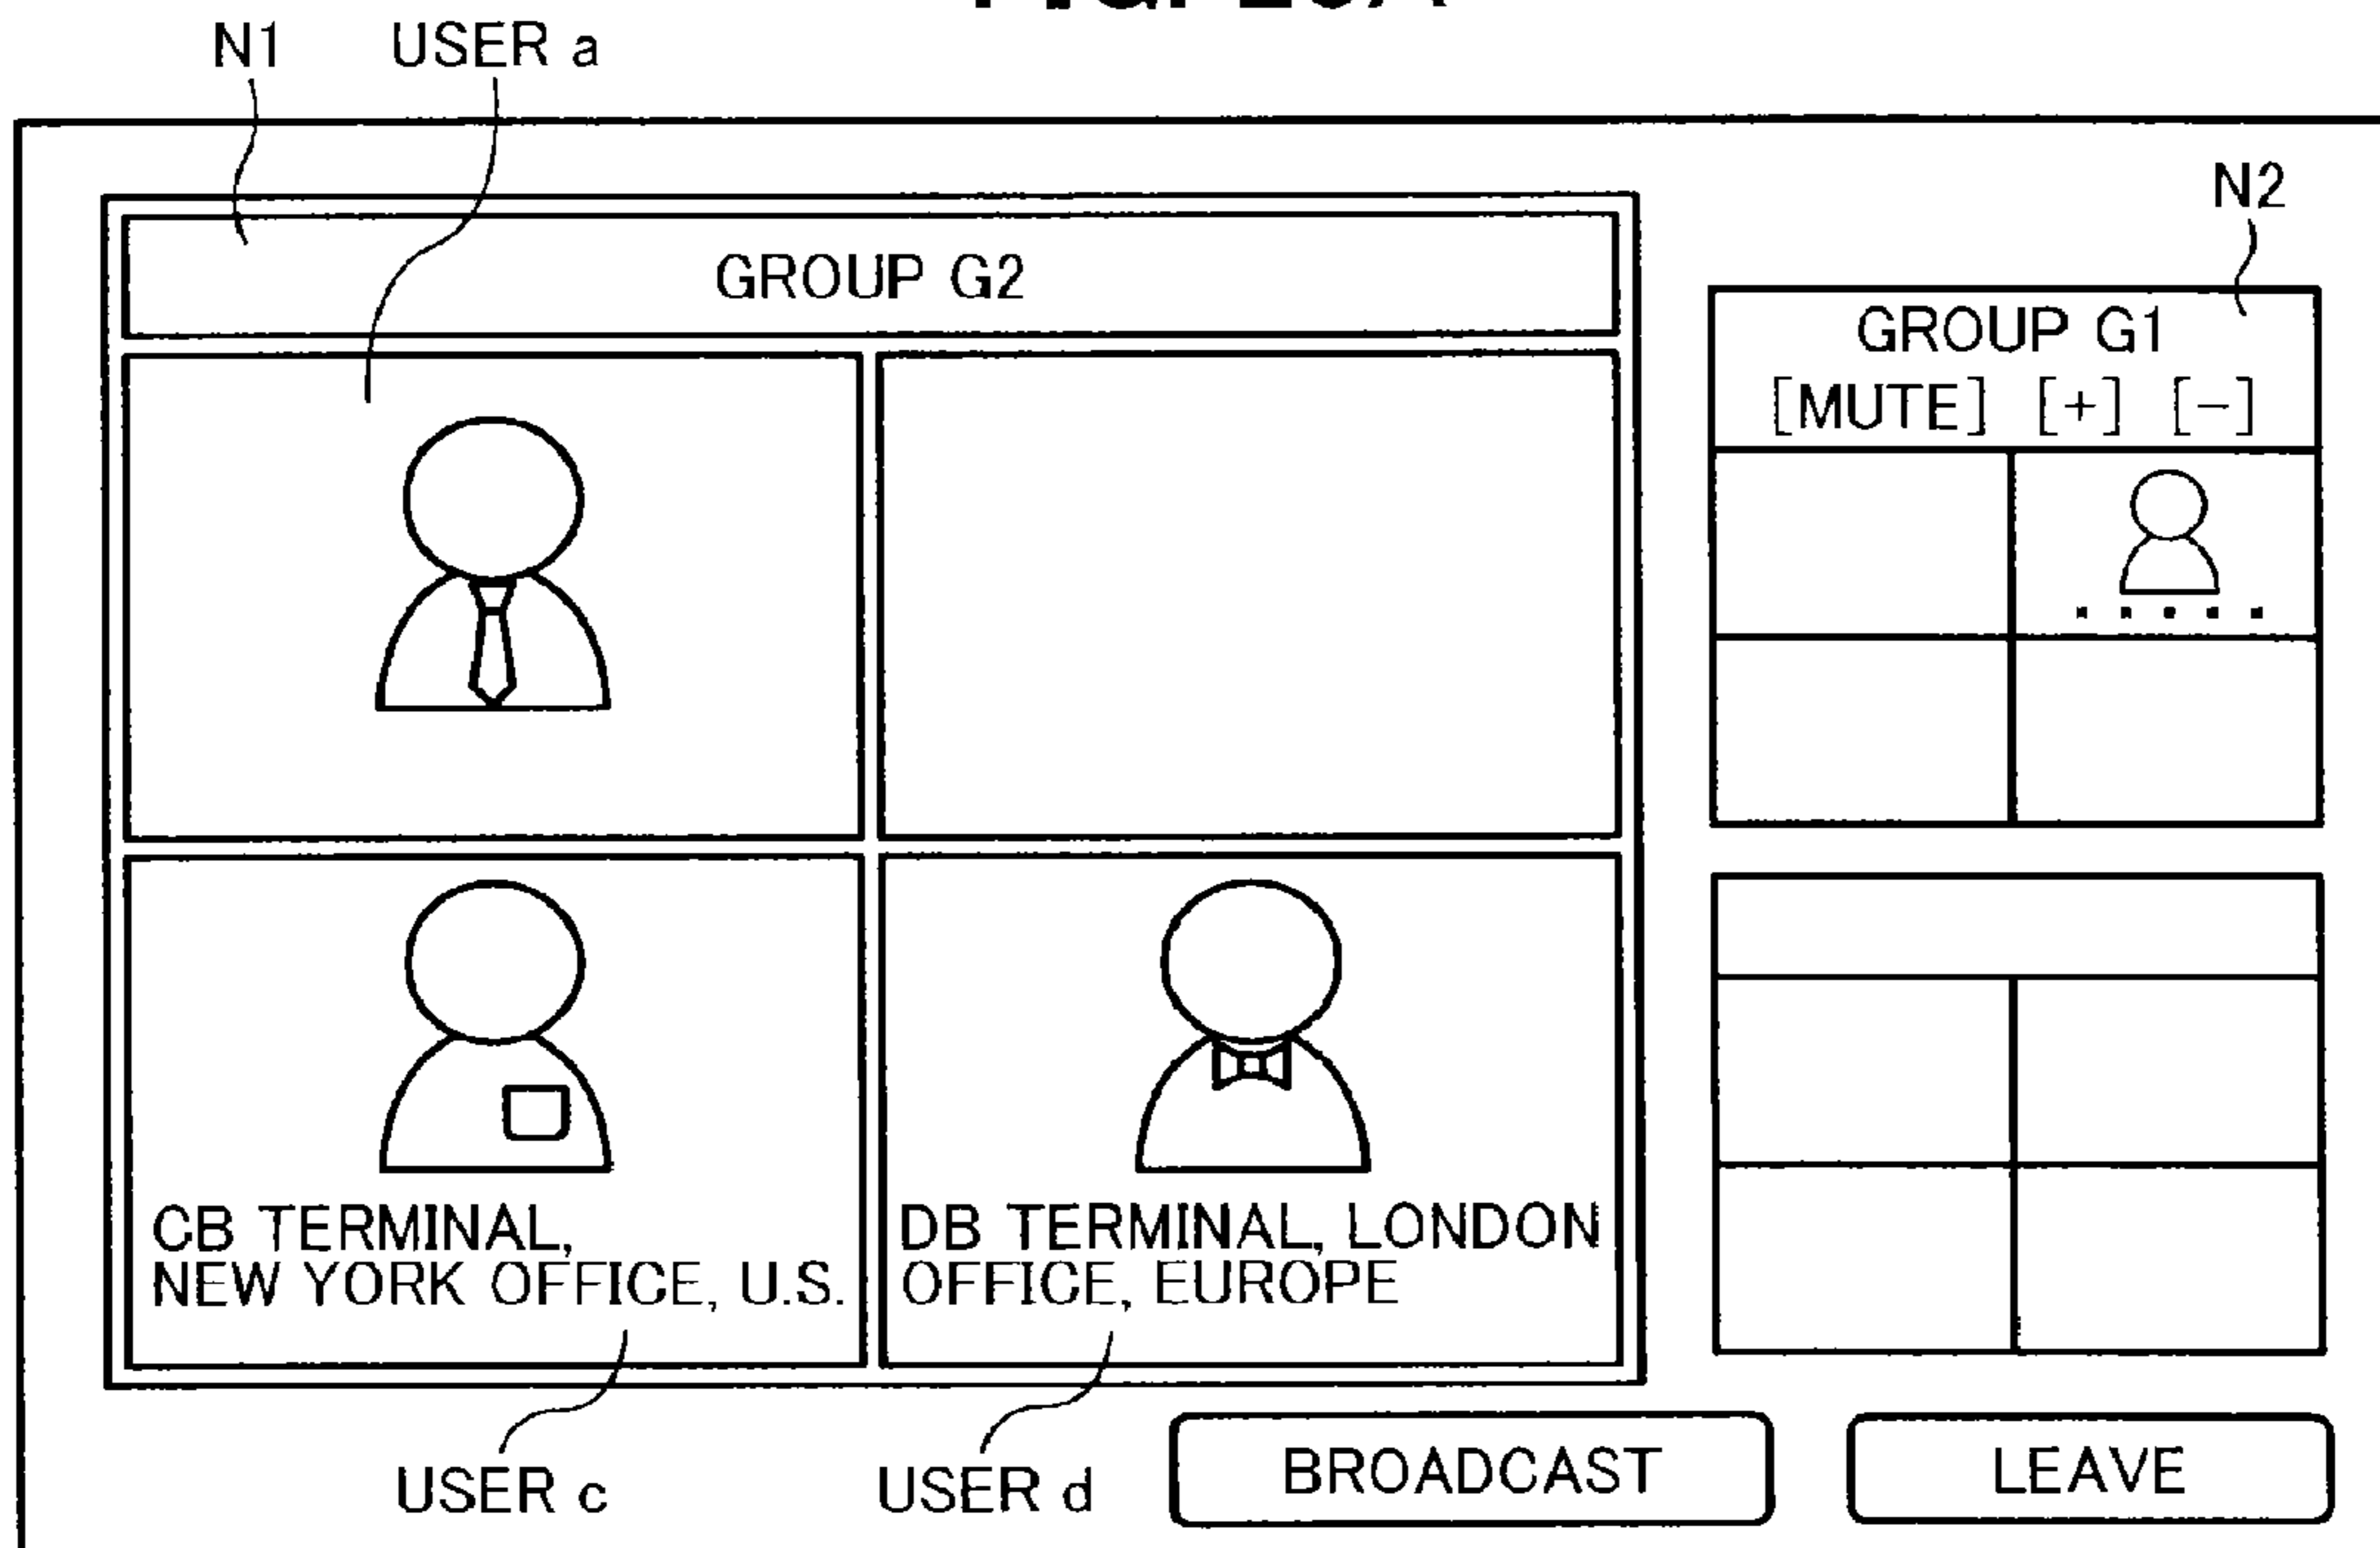 N1
USER a
N2
GROUP G2
GROUP G1
[MUTE] [+] [-]
CB TERMINAL,
NEW YORK OFFICE, U.S.
DB TERMINAL, LONDON
OFFICE, EUROPE
USER c
USER d
BROADCAST
LEAVE